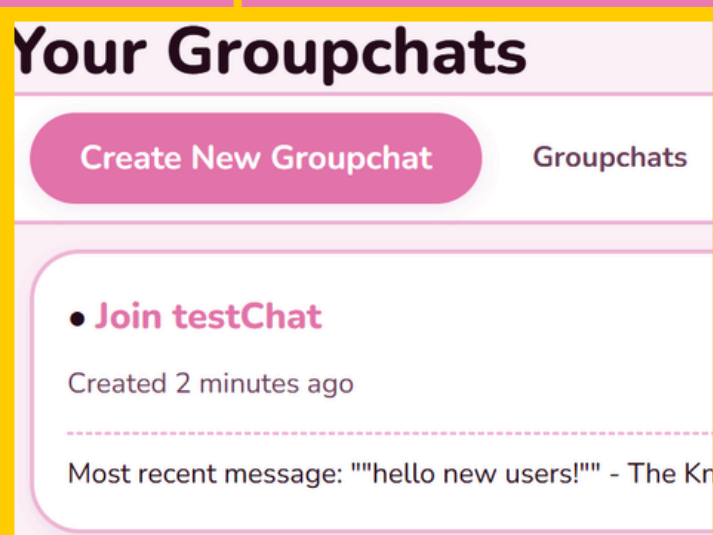 Your Groupchats
Create New Groupchat Groupchats
• Join testChat
Created 2 minutes ago
Most recent message: ""hello new users!"" - The